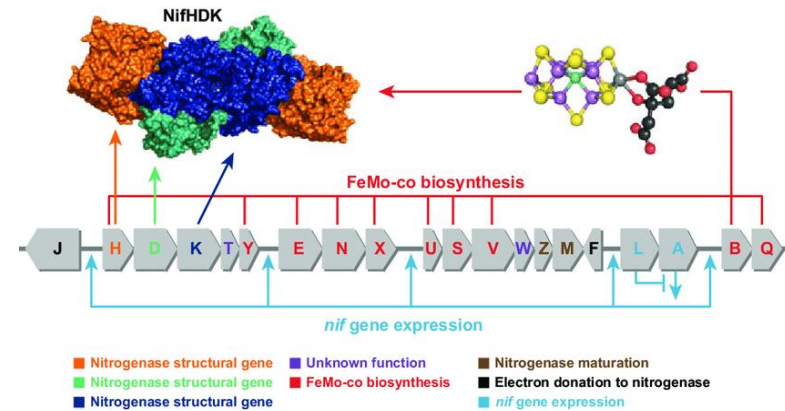 NifHDK
FeMo-co biosynthesis
J H D K T Y E N X U S V W Z M F L A B Q
nif gene expression
Nitrogenase structural gene Unknown function Nitrogenase maturation
Nitrogenase structural gene FeMo-co biosynthesis Electron donation to nitrogenase
Nitrogenase structural gene nif gene expression